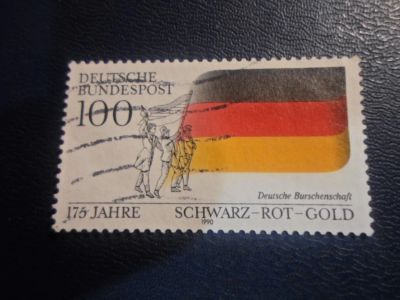 DEUTSCHE
BUNDESPOST
100
Deutsche Burschenschaft
175 JAHRE SCHWARZ-ROT-GOLD
1990